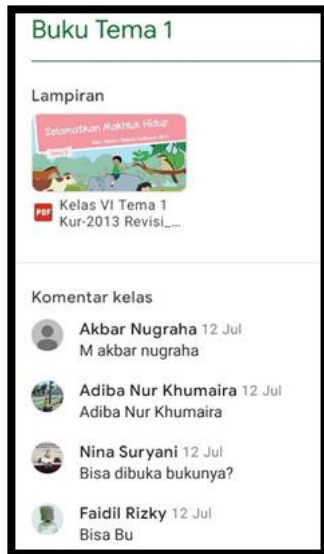 Buku Tema 1
Lampiran
Selamatkan Makhluk Hidup
PDF
Kelas VI Tema 1
Kur-2013 Revisi_...
Komentar kelas
Akbar Nugraha 12 Jul
M akbar nugraha
Adiba Nur Khumaira 12 Jul
Adiba Nur Khumaira
Nina Suryani 12 Jul
Bisa dibuka bukunya?
Faidil Rizky 12 Jul
Bisa Bu